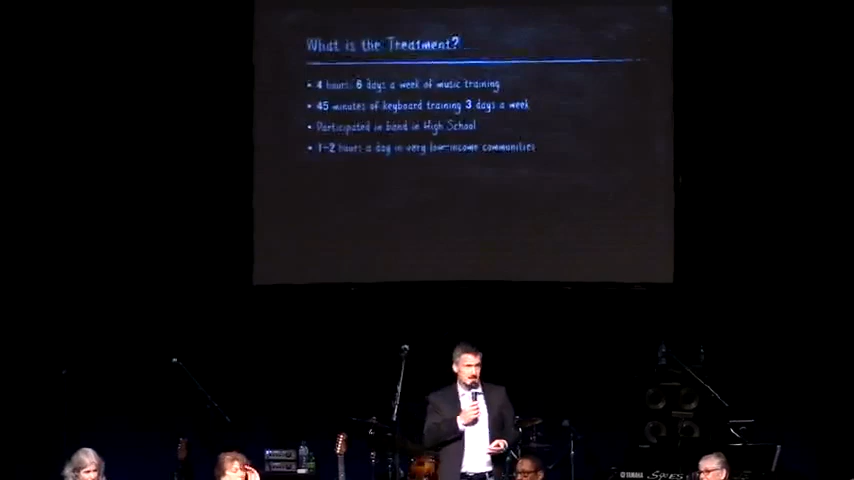 What is the Treatment?
• 4 hours, 6 days a week of music training
• 45 minutes of keyboard training 3 days a week
• Participated in band in High School
• 1-2 hours a day in very low-income communities
YAMAHA